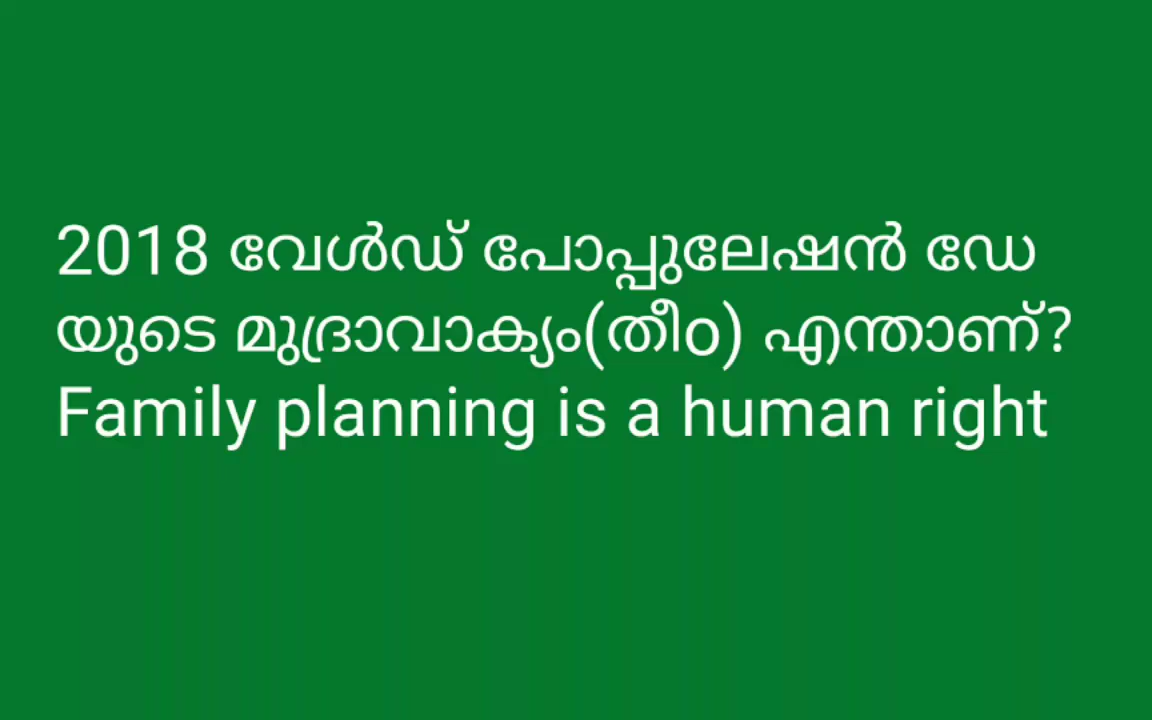 2018 വേൾഡ് പോപ്പുലേഷൻ ഡേ
യുടെ മുദ്രാവാക്യം(തീം) എന്താണ്?
Family planning is a human right